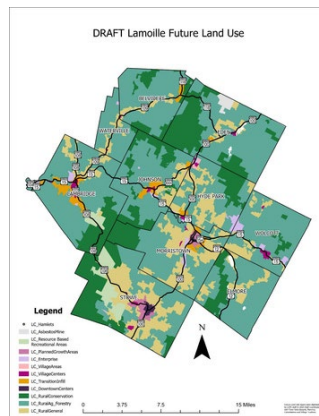 DRAFT Lamoille Future Land Use
BELVIDERE
WATERVILLE
EDEN
CAMBRIDGE
JOHNSON
HYDE PARK
WOLCOTT
MORRISTOWN
ELMORE
STOWE
Legend
LC_Hamlets
LC_AsbestosMine
LC_Resource Based
Recreational Areas
LC_PlannedGrowthAreas
LC_Enterprise
LC_VillageAreas
LC_VillageCenters
LC_TransitionInfill
LC_DowntownCenters
LC_RuralConservation
LC_RuralAg_Forestry
LC_RuralGeneral
N
0 3.75 7.5 15 Miles